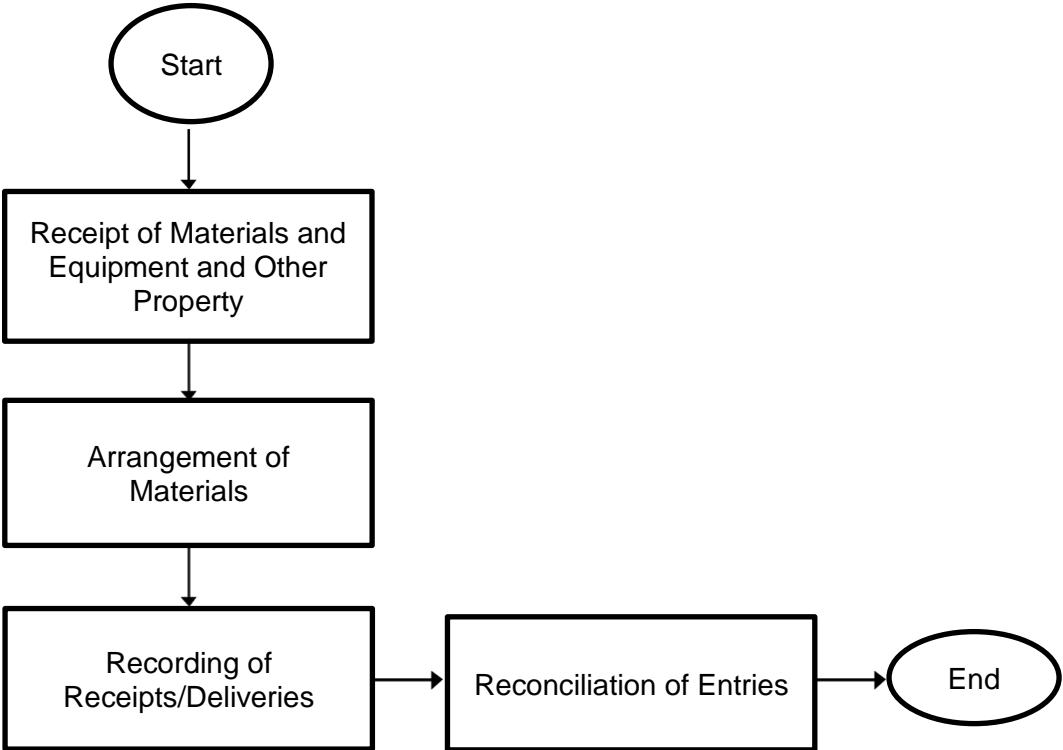 Start
Receipt of Materials and
Equipment and Other
Property
Arrangement of
Materials
Recording of
Receipts/Deliveries
Reconciliation of Entries
End